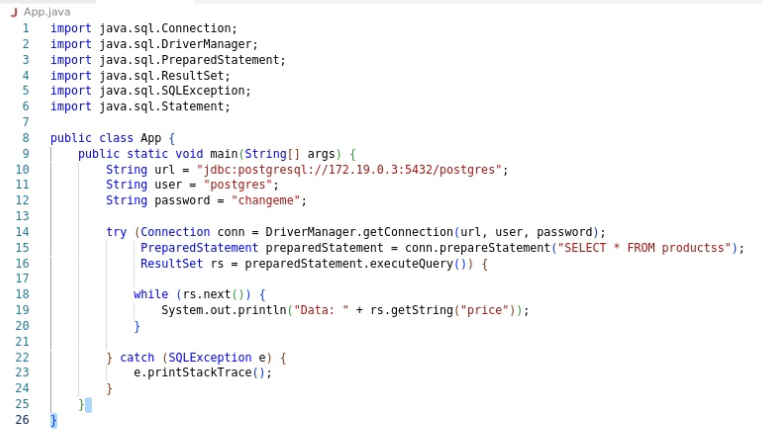 J App.java
1 import java.sql.Connection;
2 import java.sql.DriverManager;
3 import java.sql.PreparedStatement;
4 import java.sql.ResultSet;
5 import java.sql.SQLException;
6 import java.sql.Statement;
7
8 public class App {
9     public static void main(String[] args) {
10         String url = "jdbc:postgresql://172.19.0.3:5432/postgres";
11         String user = "postgres";
12         String password = "changeme";
13
14         try (Connection conn = DriverManager.getConnection(url, user, password);
15              PreparedStatement preparedStatement = conn.prepareStatement("SELECT * FROM productss");
16              ResultSet rs = preparedStatement.executeQuery()) {
17
18             while (rs.next()) {
19                 System.out.println("Data: " + rs.getString("price"));
20             }
21
22         } catch (SQLException e) {
23             e.printStackTrace();
24         }
25     }
26 }